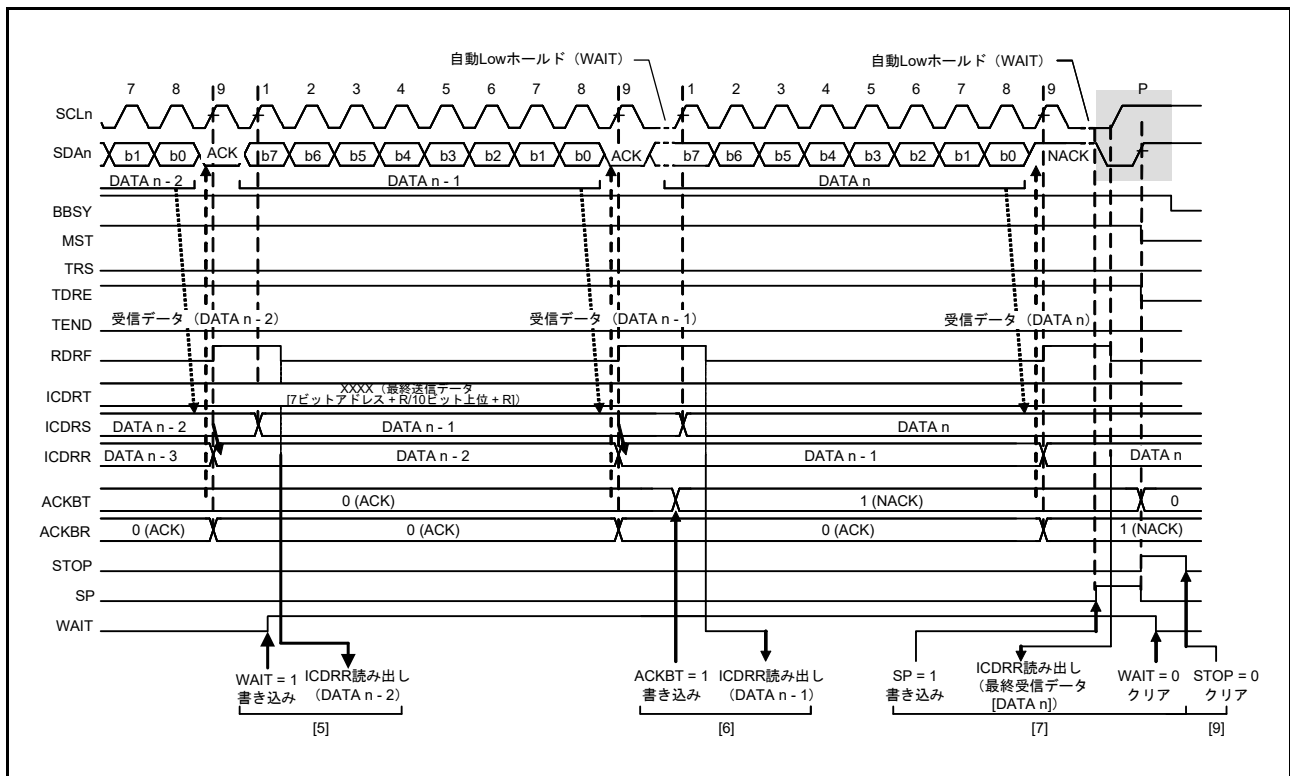 自動Lowホールド（WAIT）
自動Lowホールド（WAIT）
7 8 9 1 2 3 4 5 6 7 8 9 1 2 3 4 5 6 7 8 9 P
SCLn
SDAn b1 b0 ACK b7 b6 b5 b4 b3 b2 b1 b0 ACK b7 b6 b5 b4 b3 b2 b1 b0 NACK
DATA n - 2 DATA n - 1 DATA n
BBSY
MST
TRS
TDRE
受信データ（DATA n - 2） 受信データ（DATA n - 1） 受信データ（DATA n）
TEND
RDRF
XXXX（最終送信データ
ICDRT [7ビットアドレス + R/10ビット上位 + R]）
ICDRS DATA n - 2 DATA n - 1 DATA n
ICDRR DATA n - 3 DATA n - 2 DATA n - 1 DATA n
ACKBT 0 (ACK) 1 (NACK) 0
ACKBR 0 (ACK) 0 (ACK) 0 (ACK) 1 (NACK)
STOP
SP
WAIT
WAIT = 1
書き込み
ICDRR読み出し
（DATA n - 2）
[5]
ACKBT = 1
書き込み
ICDRR読み出し
（DATA n - 1）
[6]
SP = 1
書き込み
ICDRR読み出し
（最終受信データ
[DATA n]）
WAIT = 0
クリア
[7]
STOP = 0
クリア
[9]